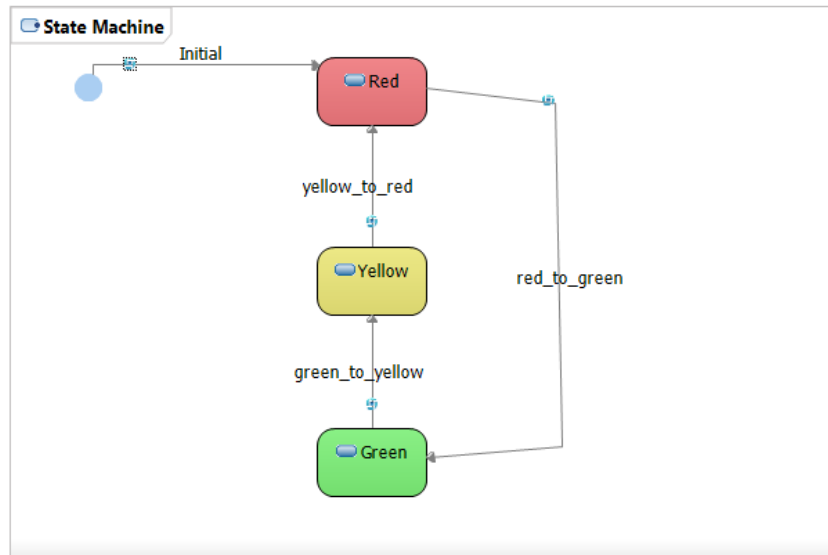 State Machine
Initial
Red
yellow_to_red
Yellow
red_to_green
green_to_yellow
Green